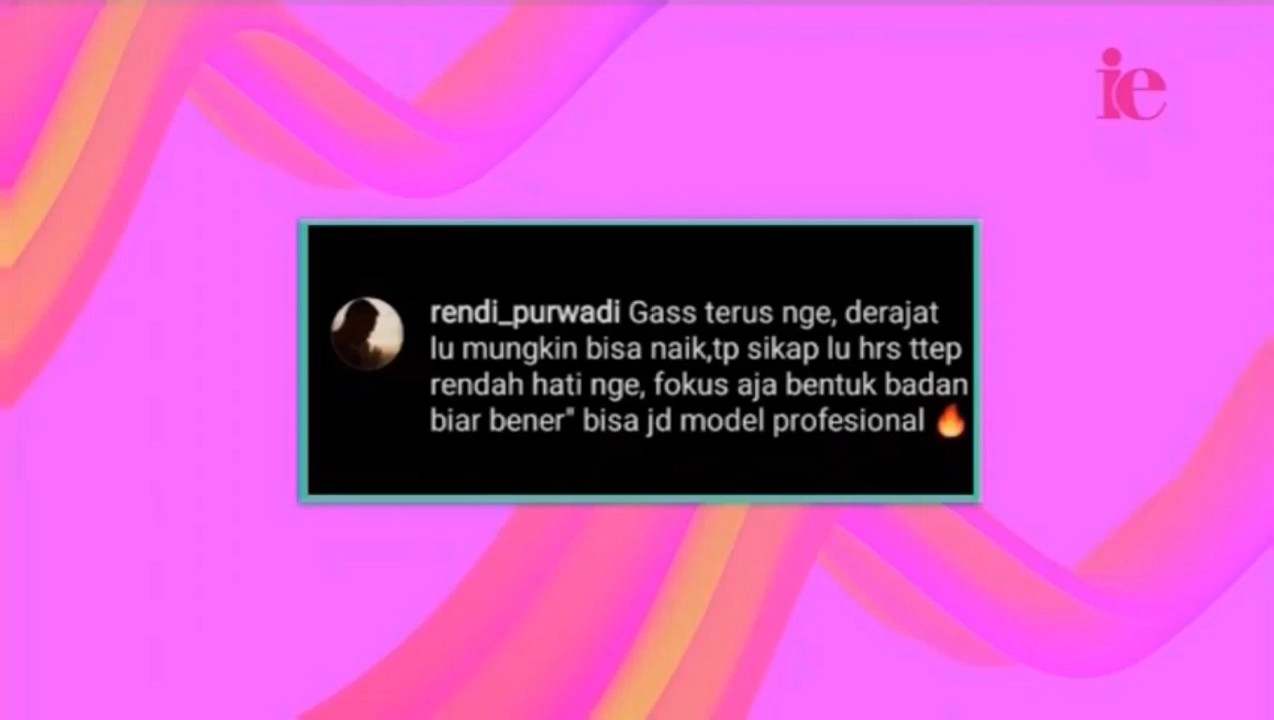 ie
rendi_purwadi Gass terus nge, derajat
lu mungkin bisa naik,tp sikap lu hrs ttep
rendah hati nge, fokus aja bentuk badan
biar bener" bisa jd model profesional 🔥